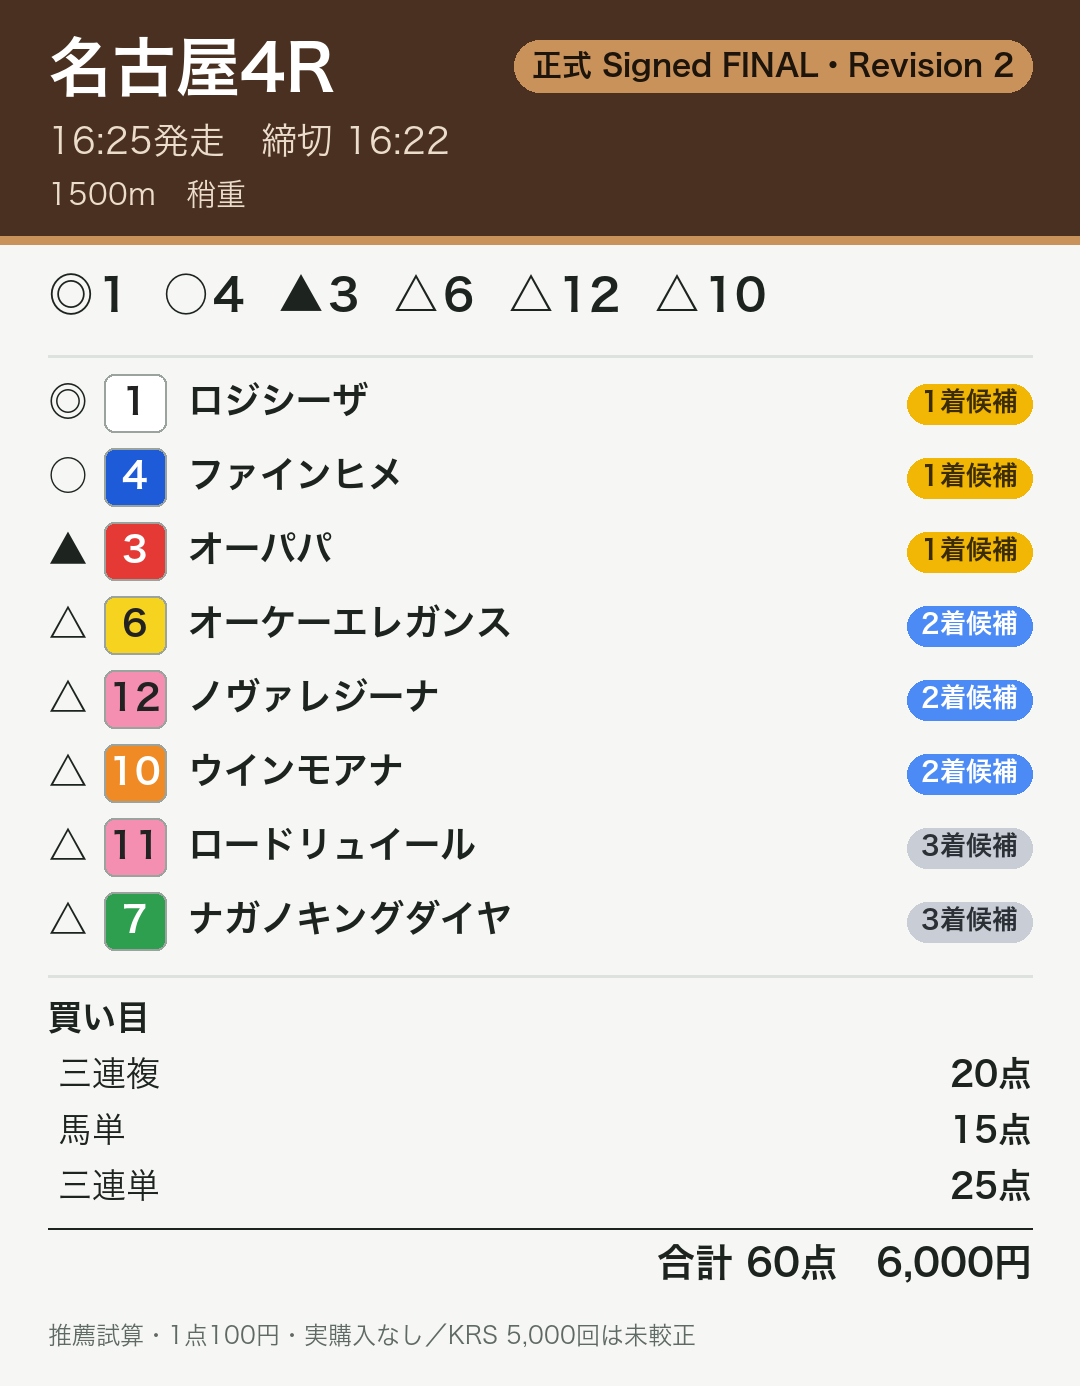 名古屋4R
正式 Signed FINAL・Revision 2
16:25発走　締切 16:22
1500m　稍重
◎1 ○4 ▲3 △6 △12 △10
◎ 1 ロジシーザ 1着候補
○ 4 ファインヒメ 1着候補
▲ 3 オーパパ 1着候補
△ 6 オーケーエレガンス 2着候補
△ 12 ノヴァレジーナ 2着候補
△ 10 ウインモアナ 2着候補
△ 11 ロードリュイール 3着候補
△ 7 ナガノキングダイヤ 3着候補
買い目
三連複 20点
馬単 15点
三連単 25点
合計 60点　6,000円
推薦試算・1点100円・実購入なし／KRS 5,000回は未較正